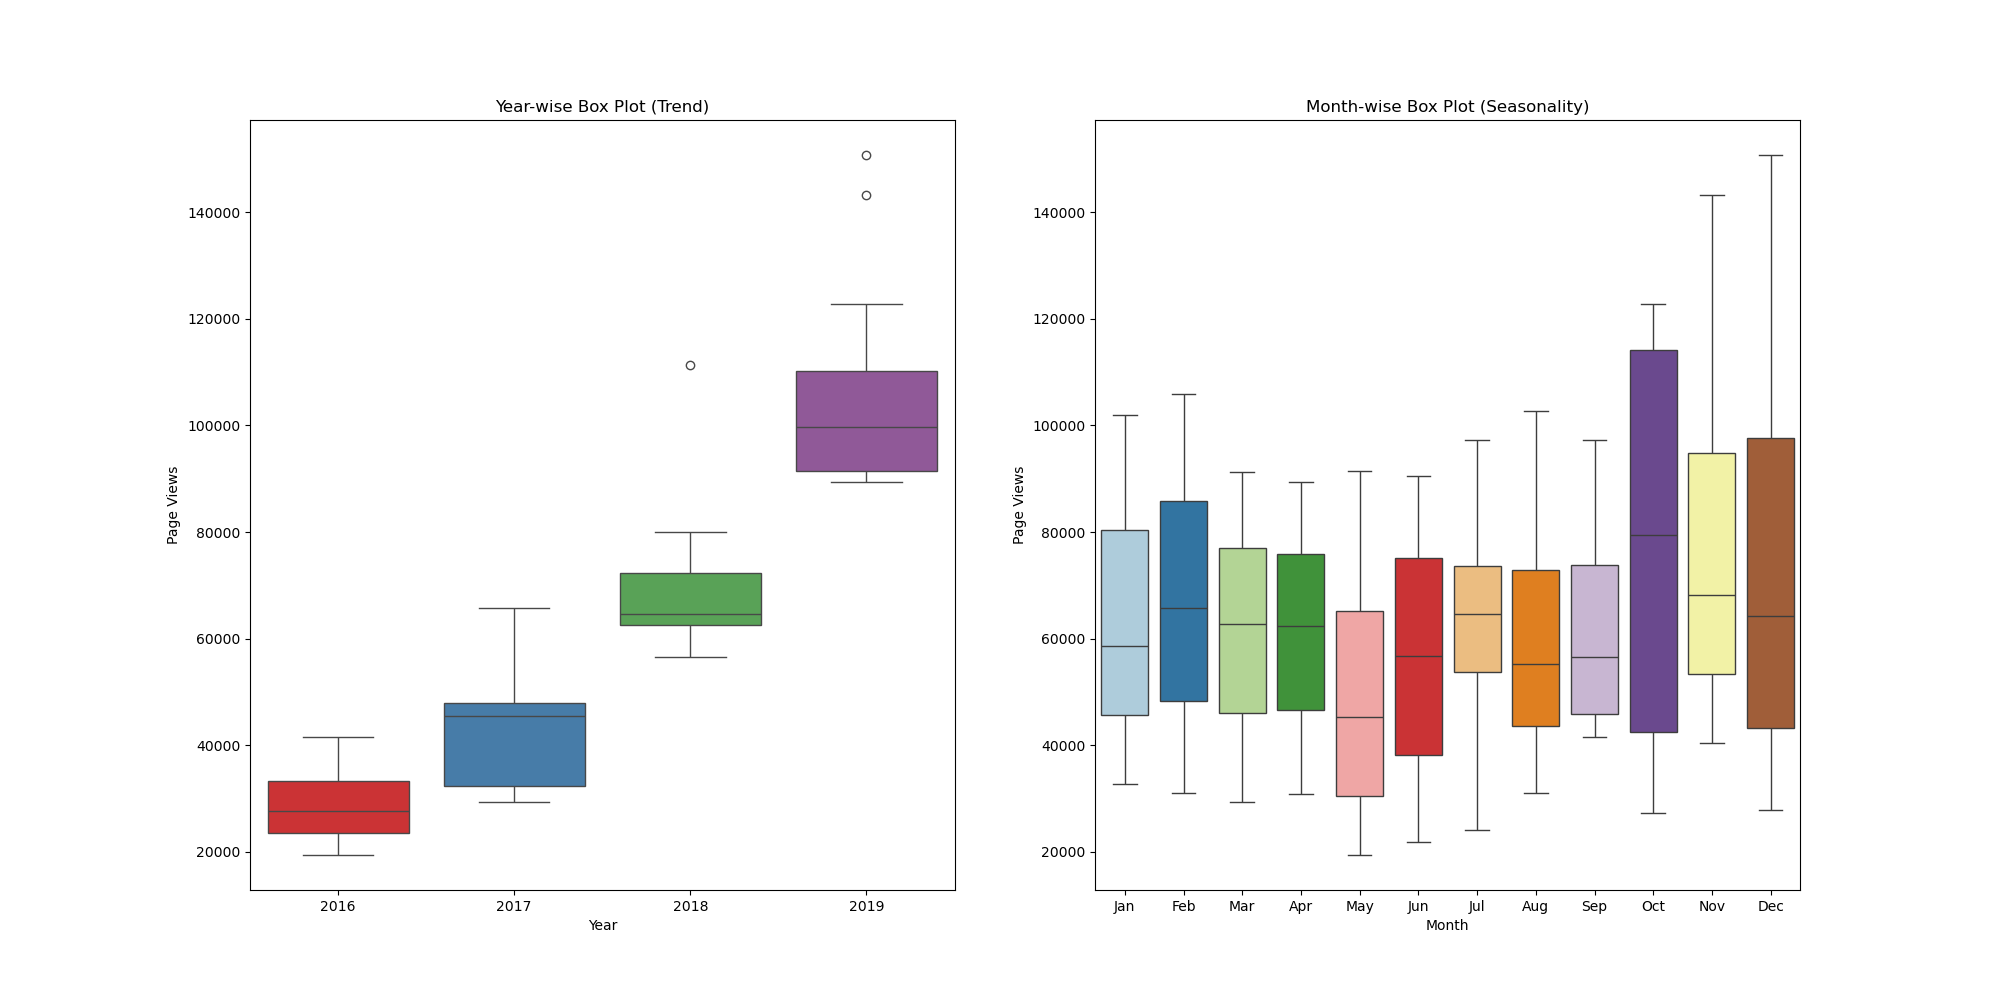 Year-wise Box Plot (Trend)
Page Views
140000
120000
100000
80000
60000
40000
20000
2016 2017 2018 2019
Year
Month-wise Box Plot (Seasonality)
Page Views
140000
120000
100000
80000
60000
40000
20000
Jan Feb Mar Apr May Jun Jul Aug Sep Oct Nov Dec
Month